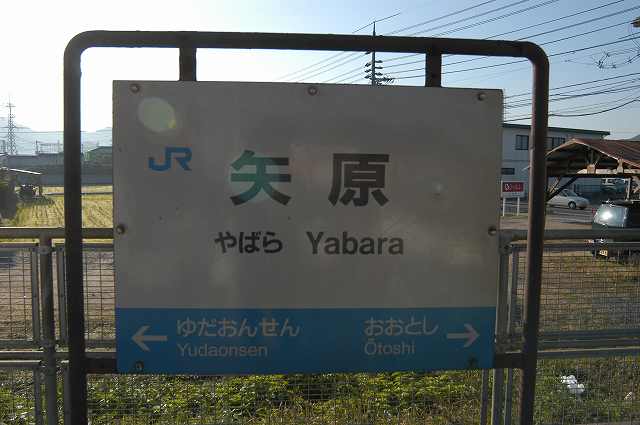 JR
矢原
やばら Yabara
← ゆだおんせん おおとし →
Yudaonsen Ōtoshi